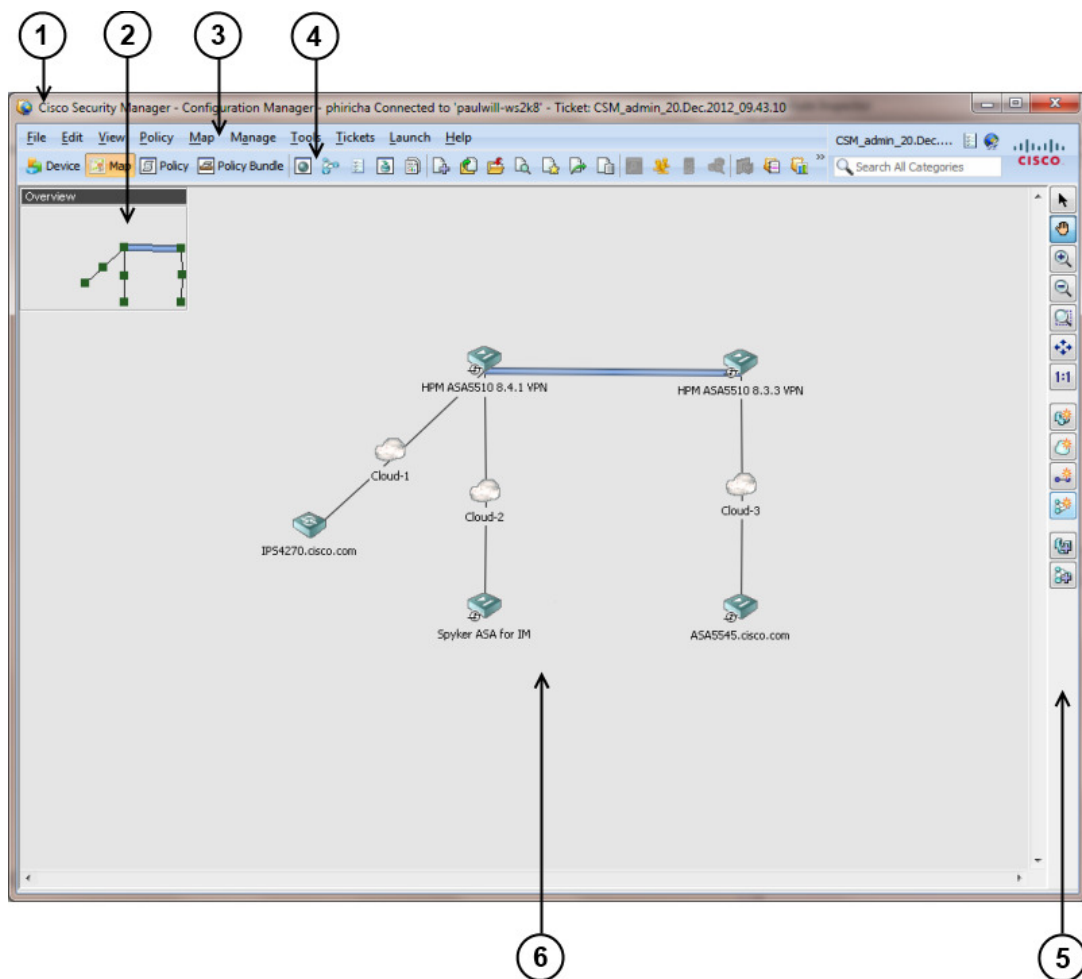 1 2 3 4
Cisco Security Manager - Configuration Manager - phiricha Connected to 'paulwill-ws2k8' - Ticket: CSM_admin_20.Dec.2012_09.43.10
File Edit View Policy Map Manage Tools Tickets Launch Help
CSM_admin_20.Dec....
CISCO
Device Map Policy Policy Bundle
Search All Categories
Overview
1:1
HPM ASA5510 8.4.1 VPN
HPM ASA5510 8.3.3 VPN
Cloud-1
Cloud-2
Cloud-3
IPS4270.cisco.com
Spyker ASA for IM
ASA5545.cisco.com
6 5